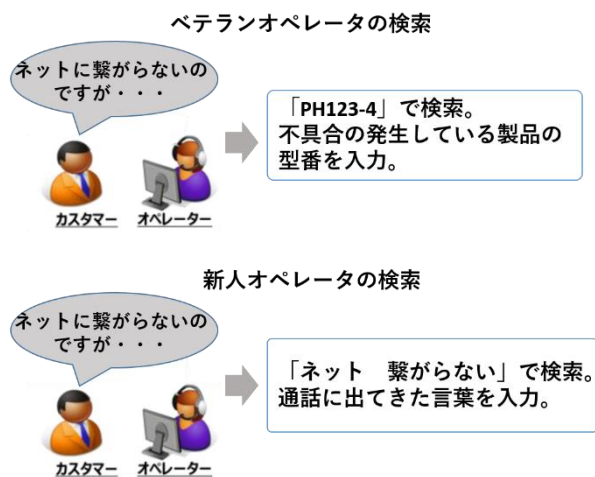 ベテランオペレータの検索
ネットに繋がらないの
ですが・・・
「PH123-4」で検索。
不具合の発生している製品の
型番を入力。
カスタマー
オペレーター
新人オペレータの検索
ネットに繋がらないの
ですが・・・
「ネット　繋がらない」で検索。
通話に出てきた言葉を入力。
カスタマー
オペレーター